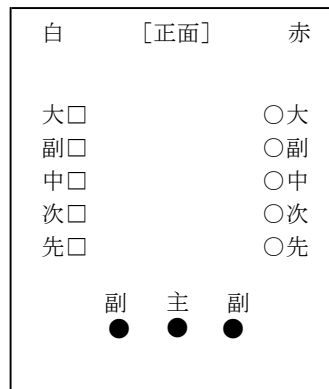 白 ［正面］ 赤
大□ ○大
副□ ○副
中□ ○中
次□ ○次
先□ ○先
副 主 副
● ● ●